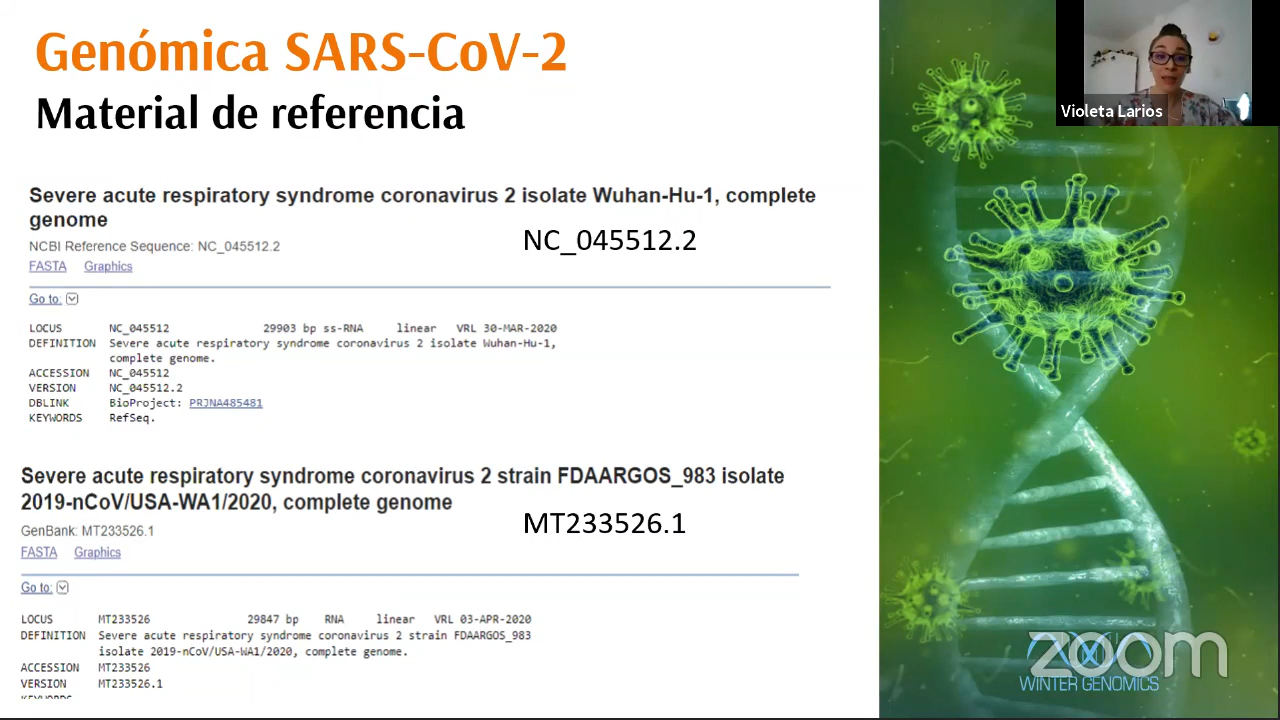 Genómica SARS-CoV-2
Material de referencia
Violeta Larios
Severe acute respiratory syndrome coronavirus 2 isolate Wuhan-Hu-1, complete
genome
NCBI Reference Sequence: NC_045512.2
NC_045512.2
FASTA Graphics
Go to:
LOCUS NC_045512 29903 bp ss-RNA linear VRL 30-MAR-2020
DEFINITION Severe acute respiratory syndrome coronavirus 2 isolate Wuhan-Hu-1,
complete genome.
ACCESSION NC_045512
VERSION NC_045512.2
DBLINK BioProject: PRJNA485481
KEYWORDS RefSeq.
Severe acute respiratory syndrome coronavirus 2 strain FDAARGOS_983 isolate
2019-nCoV/USA-WA1/2020, complete genome
GenBank: MT233526.1
MT233526.1
FASTA Graphics
Go to:
LOCUS MT233526 29847 bp RNA linear VRL 03-APR-2020
DEFINITION Severe acute respiratory syndrome coronavirus 2 strain FDAARGOS_983
isolate 2019-nCoV/USA-WA1/2020, complete genome.
ACCESSION MT233526
VERSION MT233526.1
zoom
WINTER GENOMICS